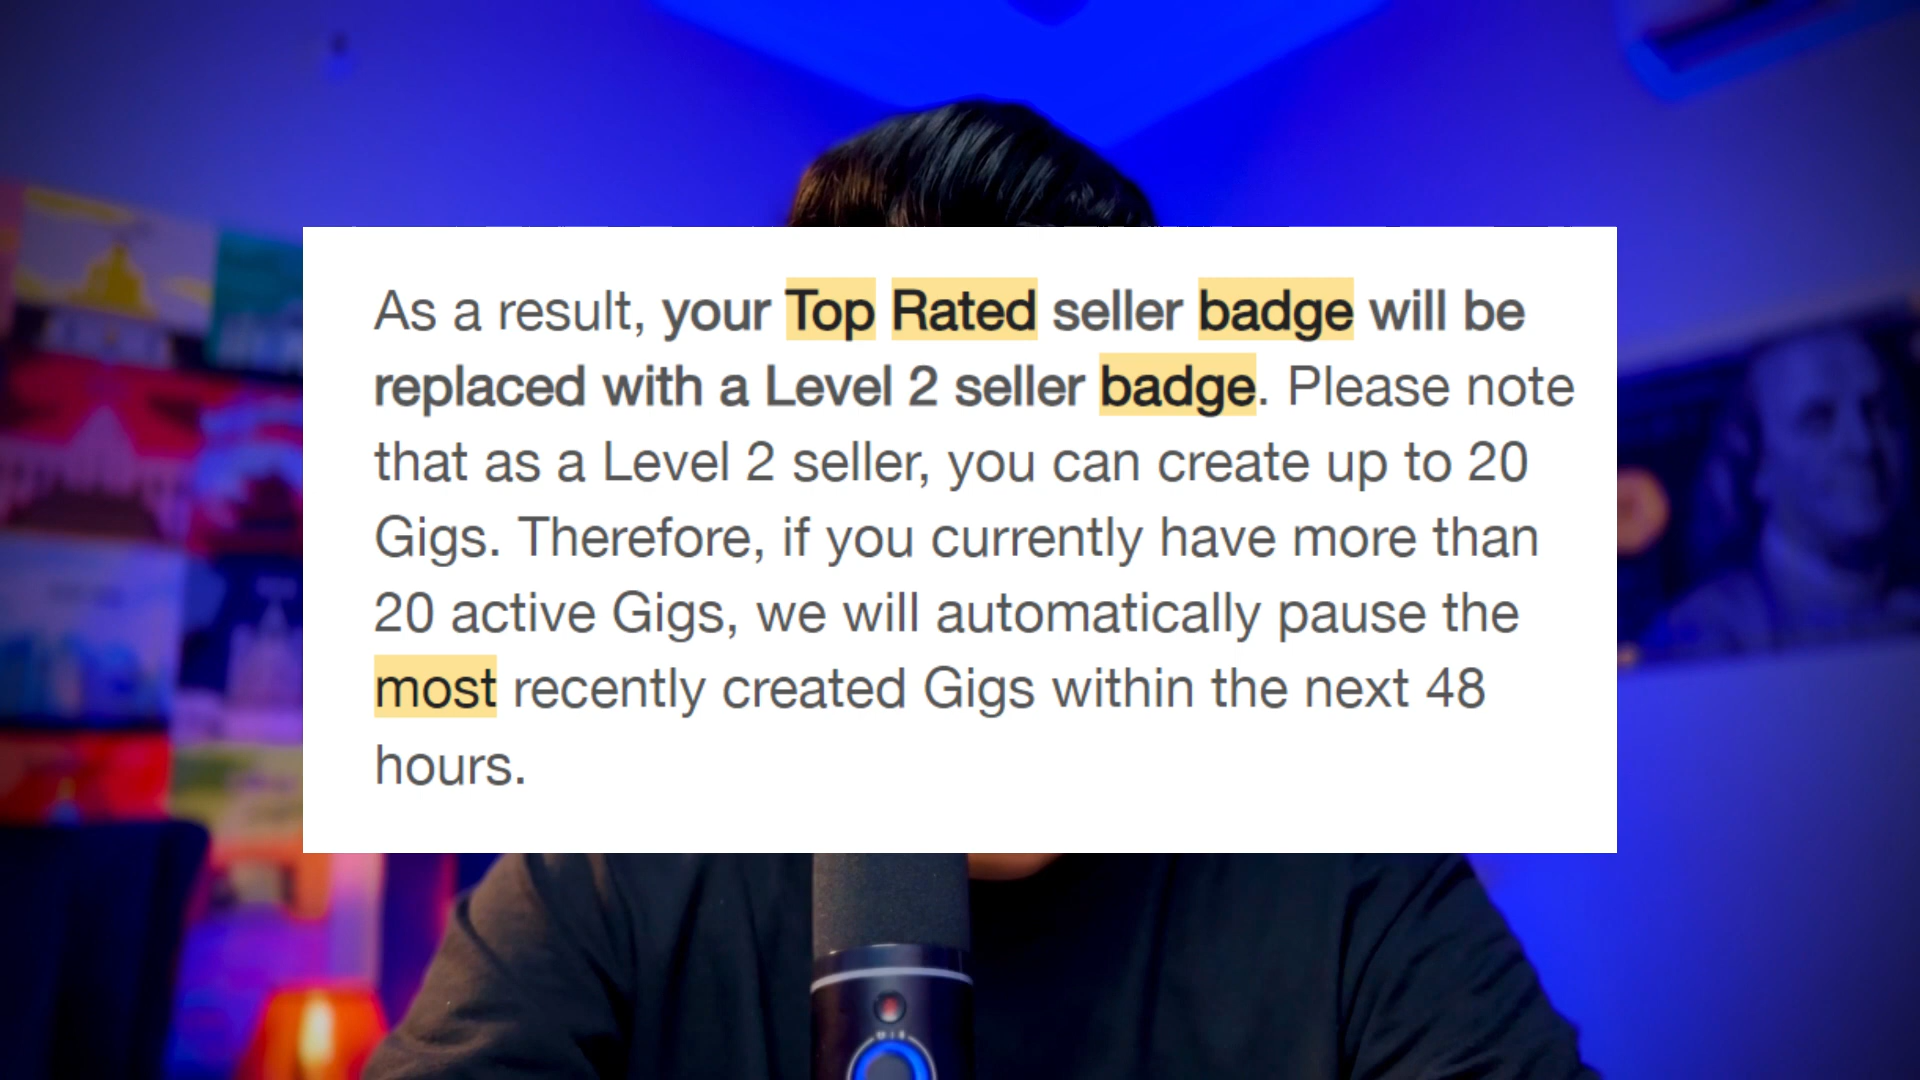 As a result, your Top Rated seller badge will be
replaced with a Level 2 seller badge. Please note
that as a Level 2 seller, you can create up to 20
Gigs. Therefore, if you currently have more than
20 active Gigs, we will automatically pause the
most recently created Gigs within the next 48
hours.